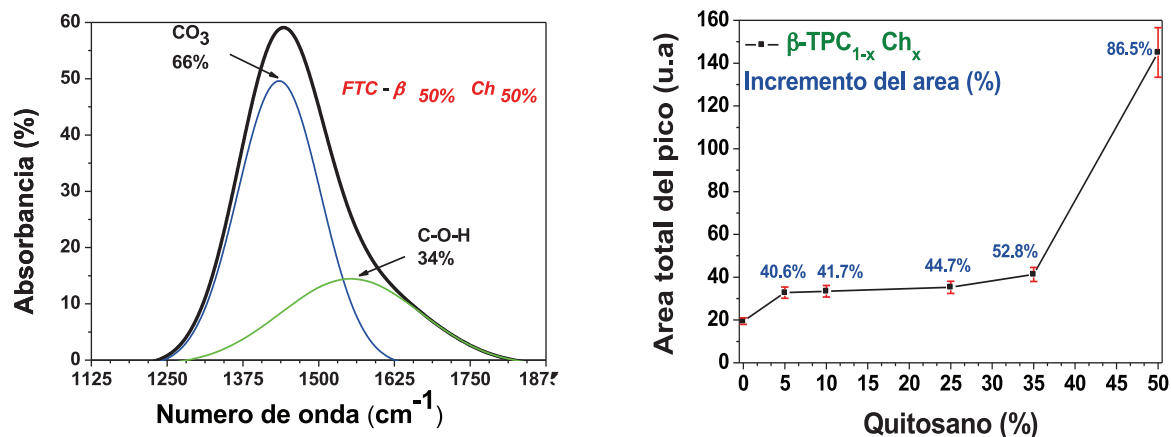 60
50
40
30
20
10
0
Absorbancia (%)
CO3
66%
FTC - β 50% Ch 50%
C-O-H
34%
1125 1250 1375 1500 1625 1750 1875
Numero de onda (cm-1)
160
140
120
100
80
60
40
20
0
Area total del pico (u.a)
β-TPC1-x Chx
Incremento del area (%)
86.5%
40.6% 41.7% 44.7% 52.8%
0 5 10 15 20 25 30 35 40 45 50
Quitosano (%)